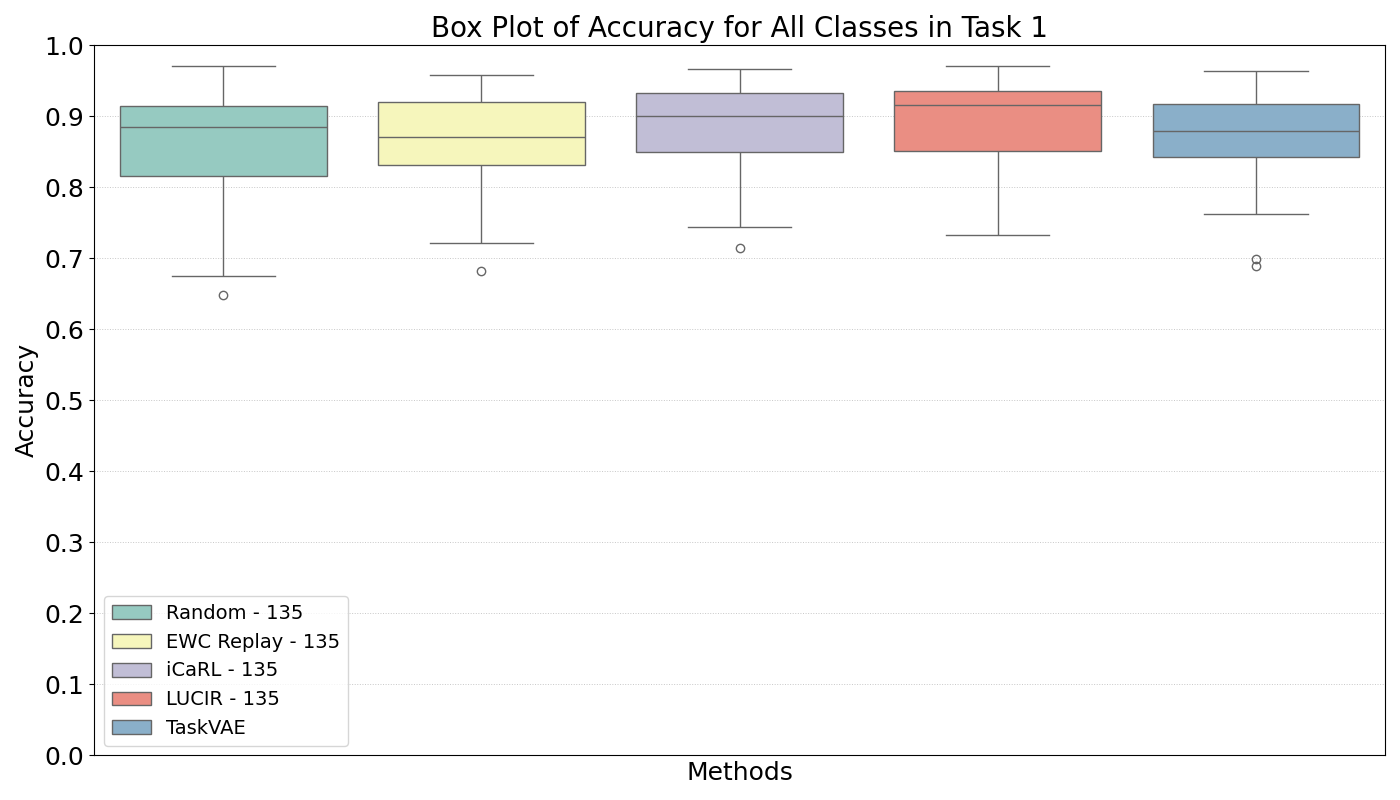 Box Plot of Accuracy for All Classes in Task 1
1.0
0.9
0.8
0.7
0.6
0.5
0.4
0.3
0.2
0.1
0.0
Accuracy
Random - 135
EWC Replay - 135
iCaRL - 135
LUCIR - 135
TaskVAE
Methods